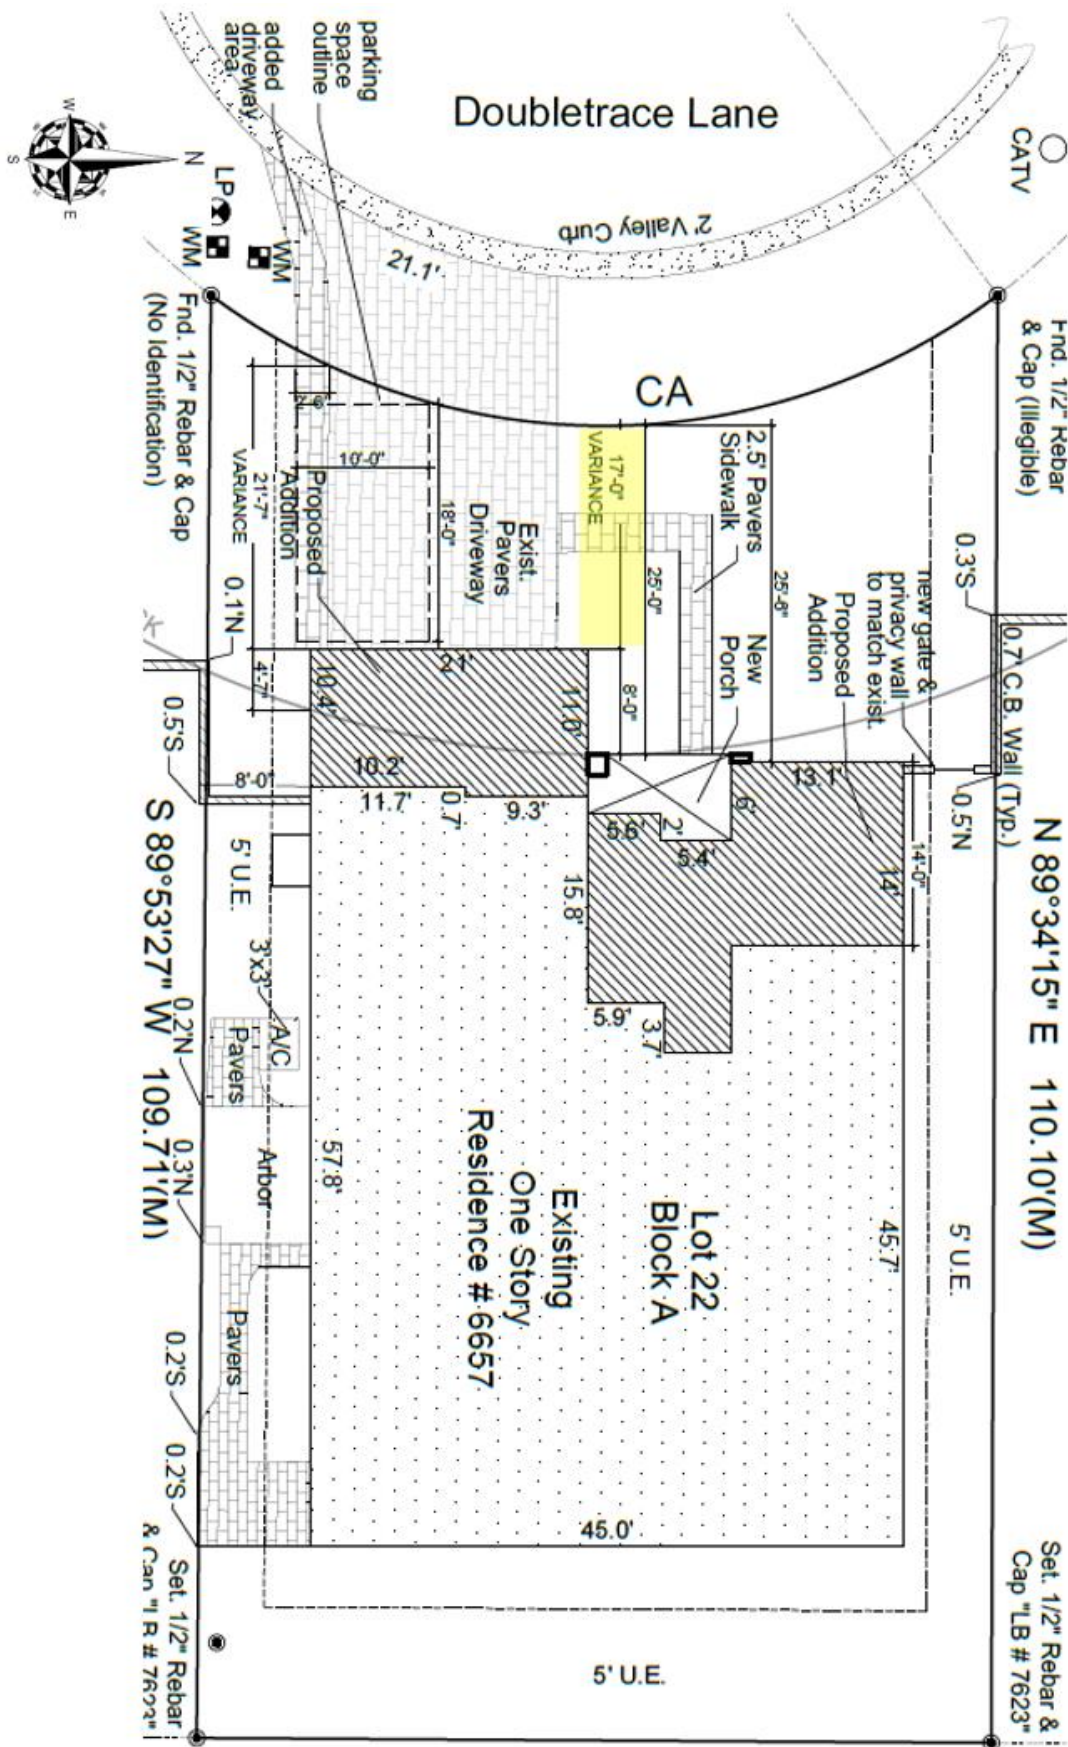 parking
space
outline
added
driveway
area
Doubletrace Lane
CATV
W
N
S
E
LP
WM
WM
2' Valley Curb
21.1'
Fnd. 1/2" Rebar & Cap
(No Identification)
Fnd. 1/2" Rebar
& Cap (Illegible)
CA
2'-6"
10'-0"
18'-0"
21'-7"
VARIANCE
4'-7"
Proposed
Addition
Exist.
Pavers
Driveway
17'-0"
VARIANCE
25'-0"
8'-0"
2.5' Pavers
Sidewalk
25'-6"
New
Porch
Proposed
Addition
new gate &
privacy wall
to match exist.
0.3'S
0.7' C.B. Wall (Typ.)
0.5'N
0.1'N
0.5'S
8'-0"
21'
10.4'
11.0'
10.2'
11.7'
0.7'
9.3'
5.6'
2'
5.4'
6'
13.1'
14'
14'-0"
15.8'
5.9'
3.7'
N 89°34'15" E 110.10'(M)
S 89°53'27" W 109.71'(M)
5' U.E.
3'x3'
A/C
Pavers
0.2'N
Arbor
0.3'N
57.8'
Pavers
0.2'S
0.2'S
Lot 22
Block A
Existing
One Story
Residence # 6657
45.7'
45.0'
5' U.E.
5' U.E.
Set. 1/2" Rebar &
Cap "LB # 7623"
Set. 1/2" Rebar
& Cap "LB # 7623"